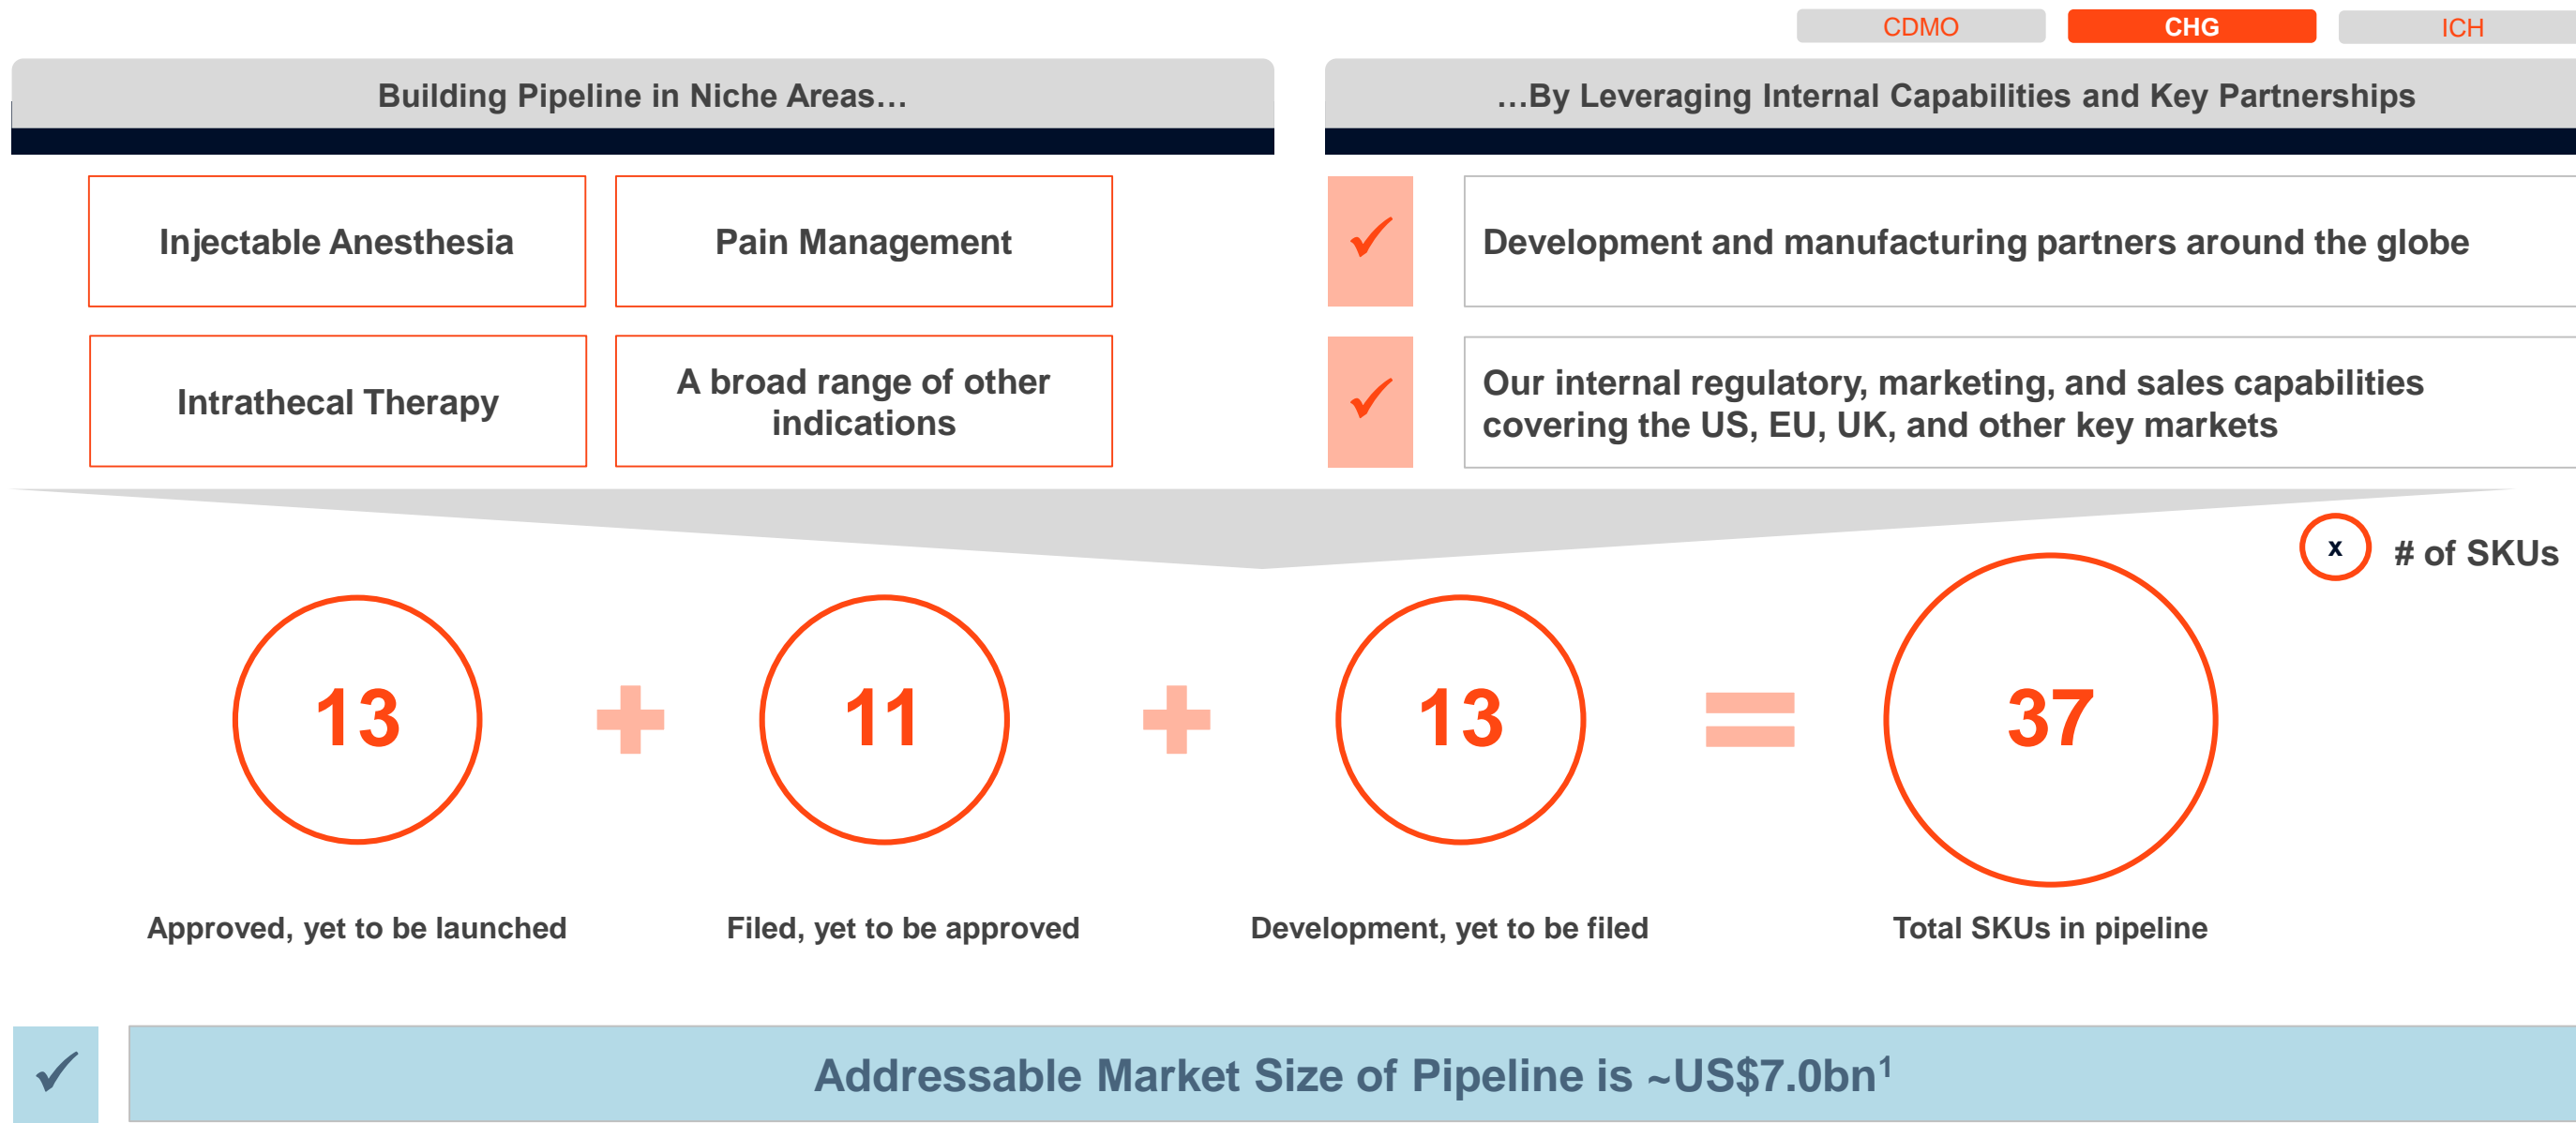 CDMO
CHG
ICH
Building Pipeline in Niche Areas…
…By Leveraging Internal Capabilities and Key Partnerships
Injectable Anesthesia
Pain Management
Intrathecal Therapy
A broad range of other
indications
Development and manufacturing partners around the globe
Our internal regulatory, marketing, and sales capabilities
covering the US, EU, UK, and other key markets
x
# of SKUs
13
11
13
37
Approved, yet to be launched
Filed, yet to be approved
Development, yet to be filed
Total SKUs in pipeline
Addressable Market Size of Pipeline is ~US$7.0bn¹